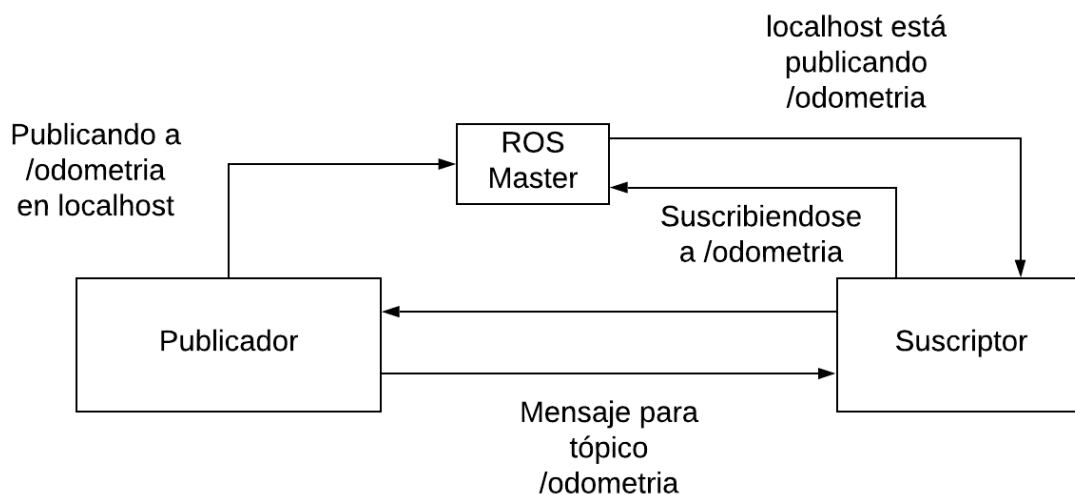 localhost está
publicando
/odometria
Publicando a
/odometria
en localhost
ROS
Master
Suscribiendose
a /odometria
Publicador
Suscriptor
Mensaje para
tópico
/odometria